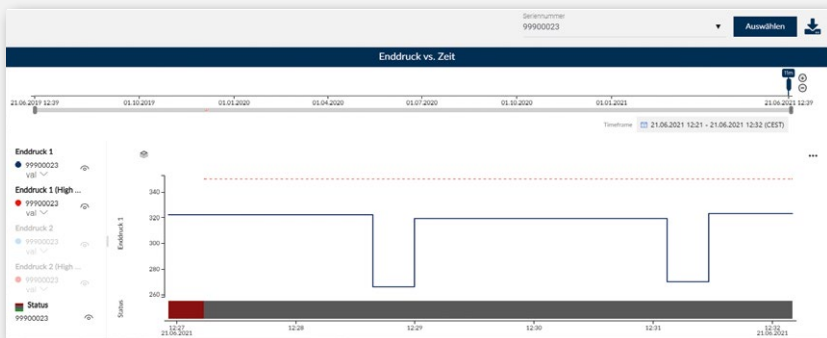 Seriennummer
99900023
Auswählen
Enddruck vs. Zeit
11m
21.06.2019 12:39 01.10.2019 01.01.2020 01.04.2020 01.07.2020 01.10.2020 01.01.2021 21.06.2021 12:39
Timeframe 21.06.2021 12:21 - 21.06.2021 12:32 (CEST)
Enddruck 1
99900023
val
Enddruck 1 (High ...
99900023
val
Enddruck 2
99900023
val
Enddruck 2 (High ...
99900023
val
Status
99900023
Enddruck 1
340
320
300
280
260
Status
12:27 12:28 12:29 12:30 12:31 12:32
21.06.2021 21.06.2021